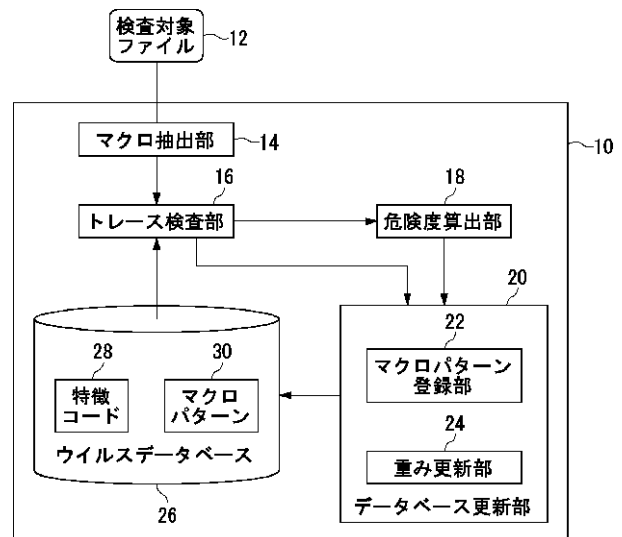 検査対象
ファイル
12
マクロ抽出部
14
10
16
トレース検査部
18
危険度算出部
20
22
マクロパターン
登録部
24
重み更新部
データベース更新部
28
特徴
コード
30
マクロ
パターン
ウイルスデータベース
26